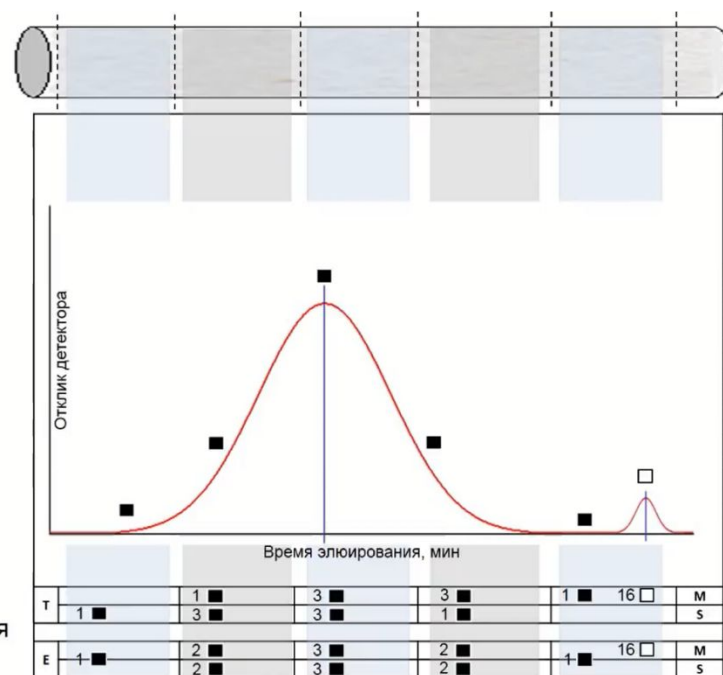 Отклик детектора
Время элюирования, мин
T 1 1 3 3 1 16 M
1 3 3 1 S
я
E 1 2 3 2 1 16 M
2 3 2 S